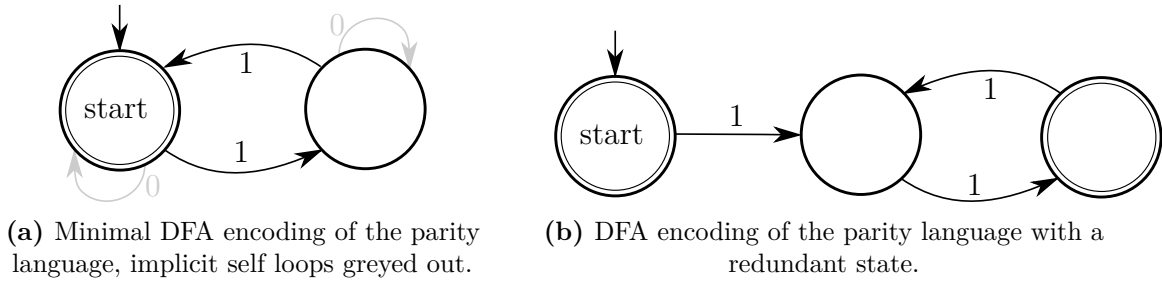 0
1
start
1
0
start
1
1
1
(a) Minimal DFA encoding of the parity
language, implicit self loops greyed out.
(b) DFA encoding of the parity language with a
redundant state.